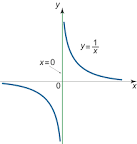 y
y = 1/x
x = 0
0
x